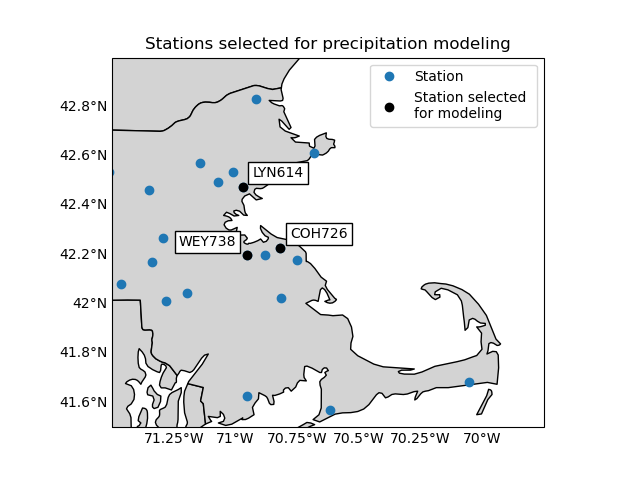 Stations selected for precipitation modeling
Station
Station selected
for modeling
42.8°N
42.6°N
42.4°N
42.2°N
42°N
41.8°N
41.6°N
LYN614
COH726
WEY738
71.25°W
71°W
70.75°W
70.5°W
70.25°W
70°W